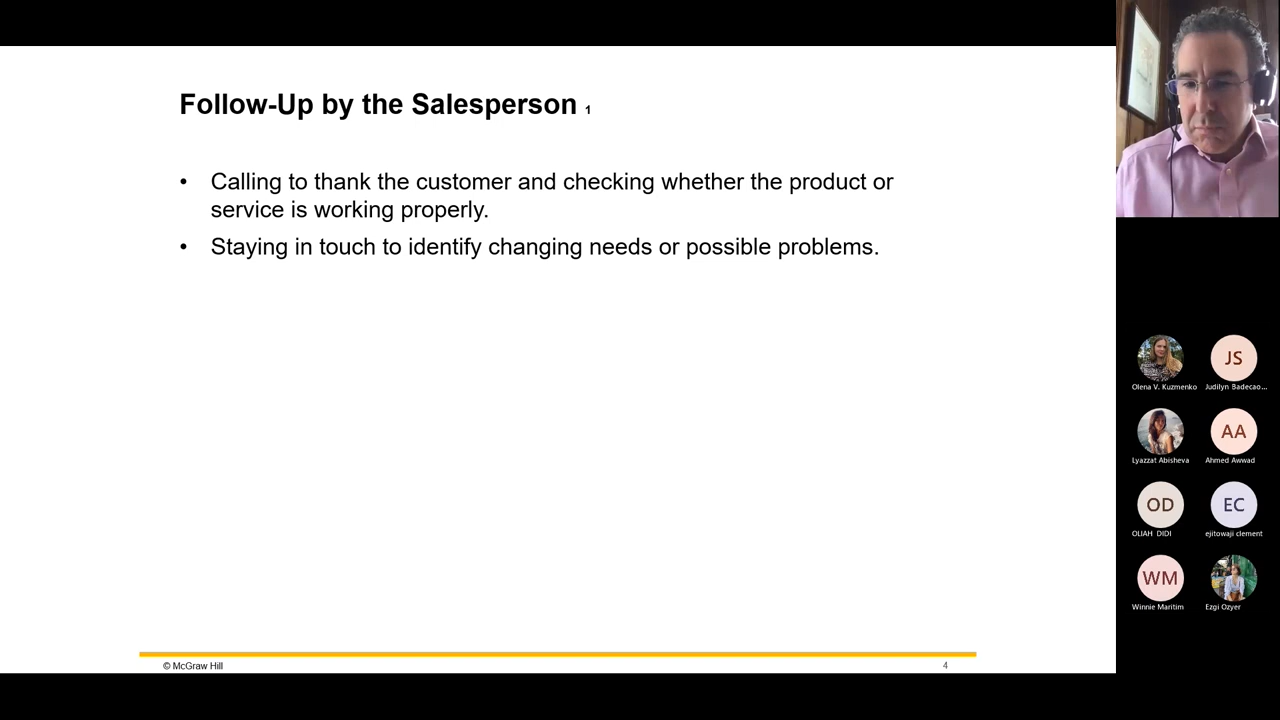 Follow-Up by the Salesperson 1
• Calling to thank the customer and checking whether the product or
service is working properly.
• Staying in touch to identify changing needs or possible problems.
© McGraw Hill
4
JS
Olena V. Kuzmenko
Judilyn Badecao...
AA
Lyazzat Abisheva
Ahmed Awwad
OD
EC
OLIAH DIDI
ejitowaji clement
WM
Winnie Maritim
Ezgi Ozyer